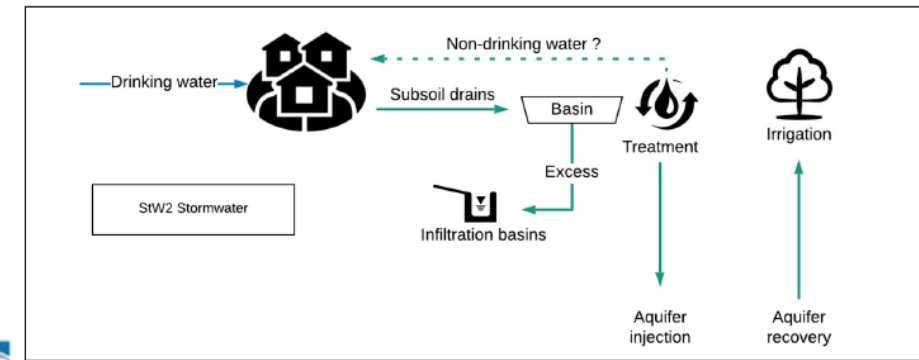 Non-drinking water ?
Drinking water
Subsoil drains
Basin
Treatment
Irrigation
Excess
StW2 Stormwater
Infiltration basins
Aquifer
injection
Aquifer
recovery